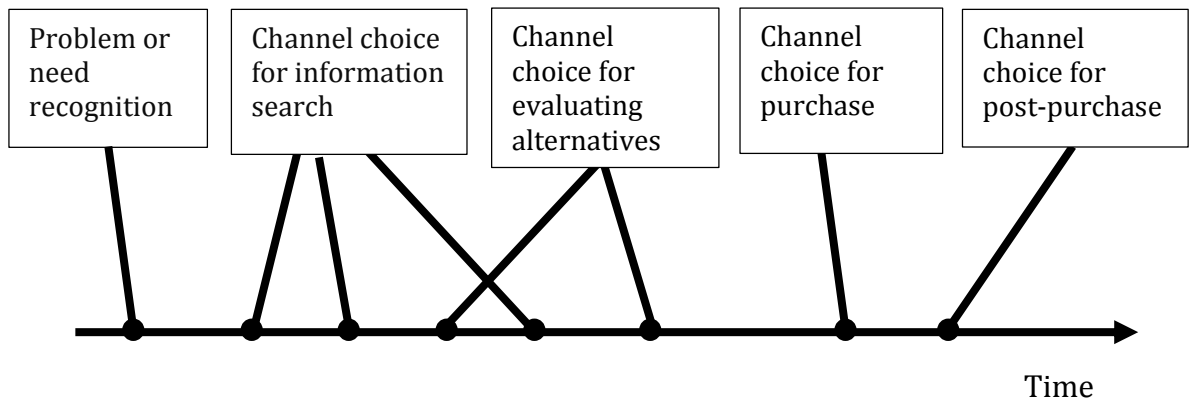 Problem or
need
recognition
Channel choice
for information
search
Channel
choice for
evaluating
alternatives
Channel
choice for
purchase
Channel
choice for
post-purchase
Time